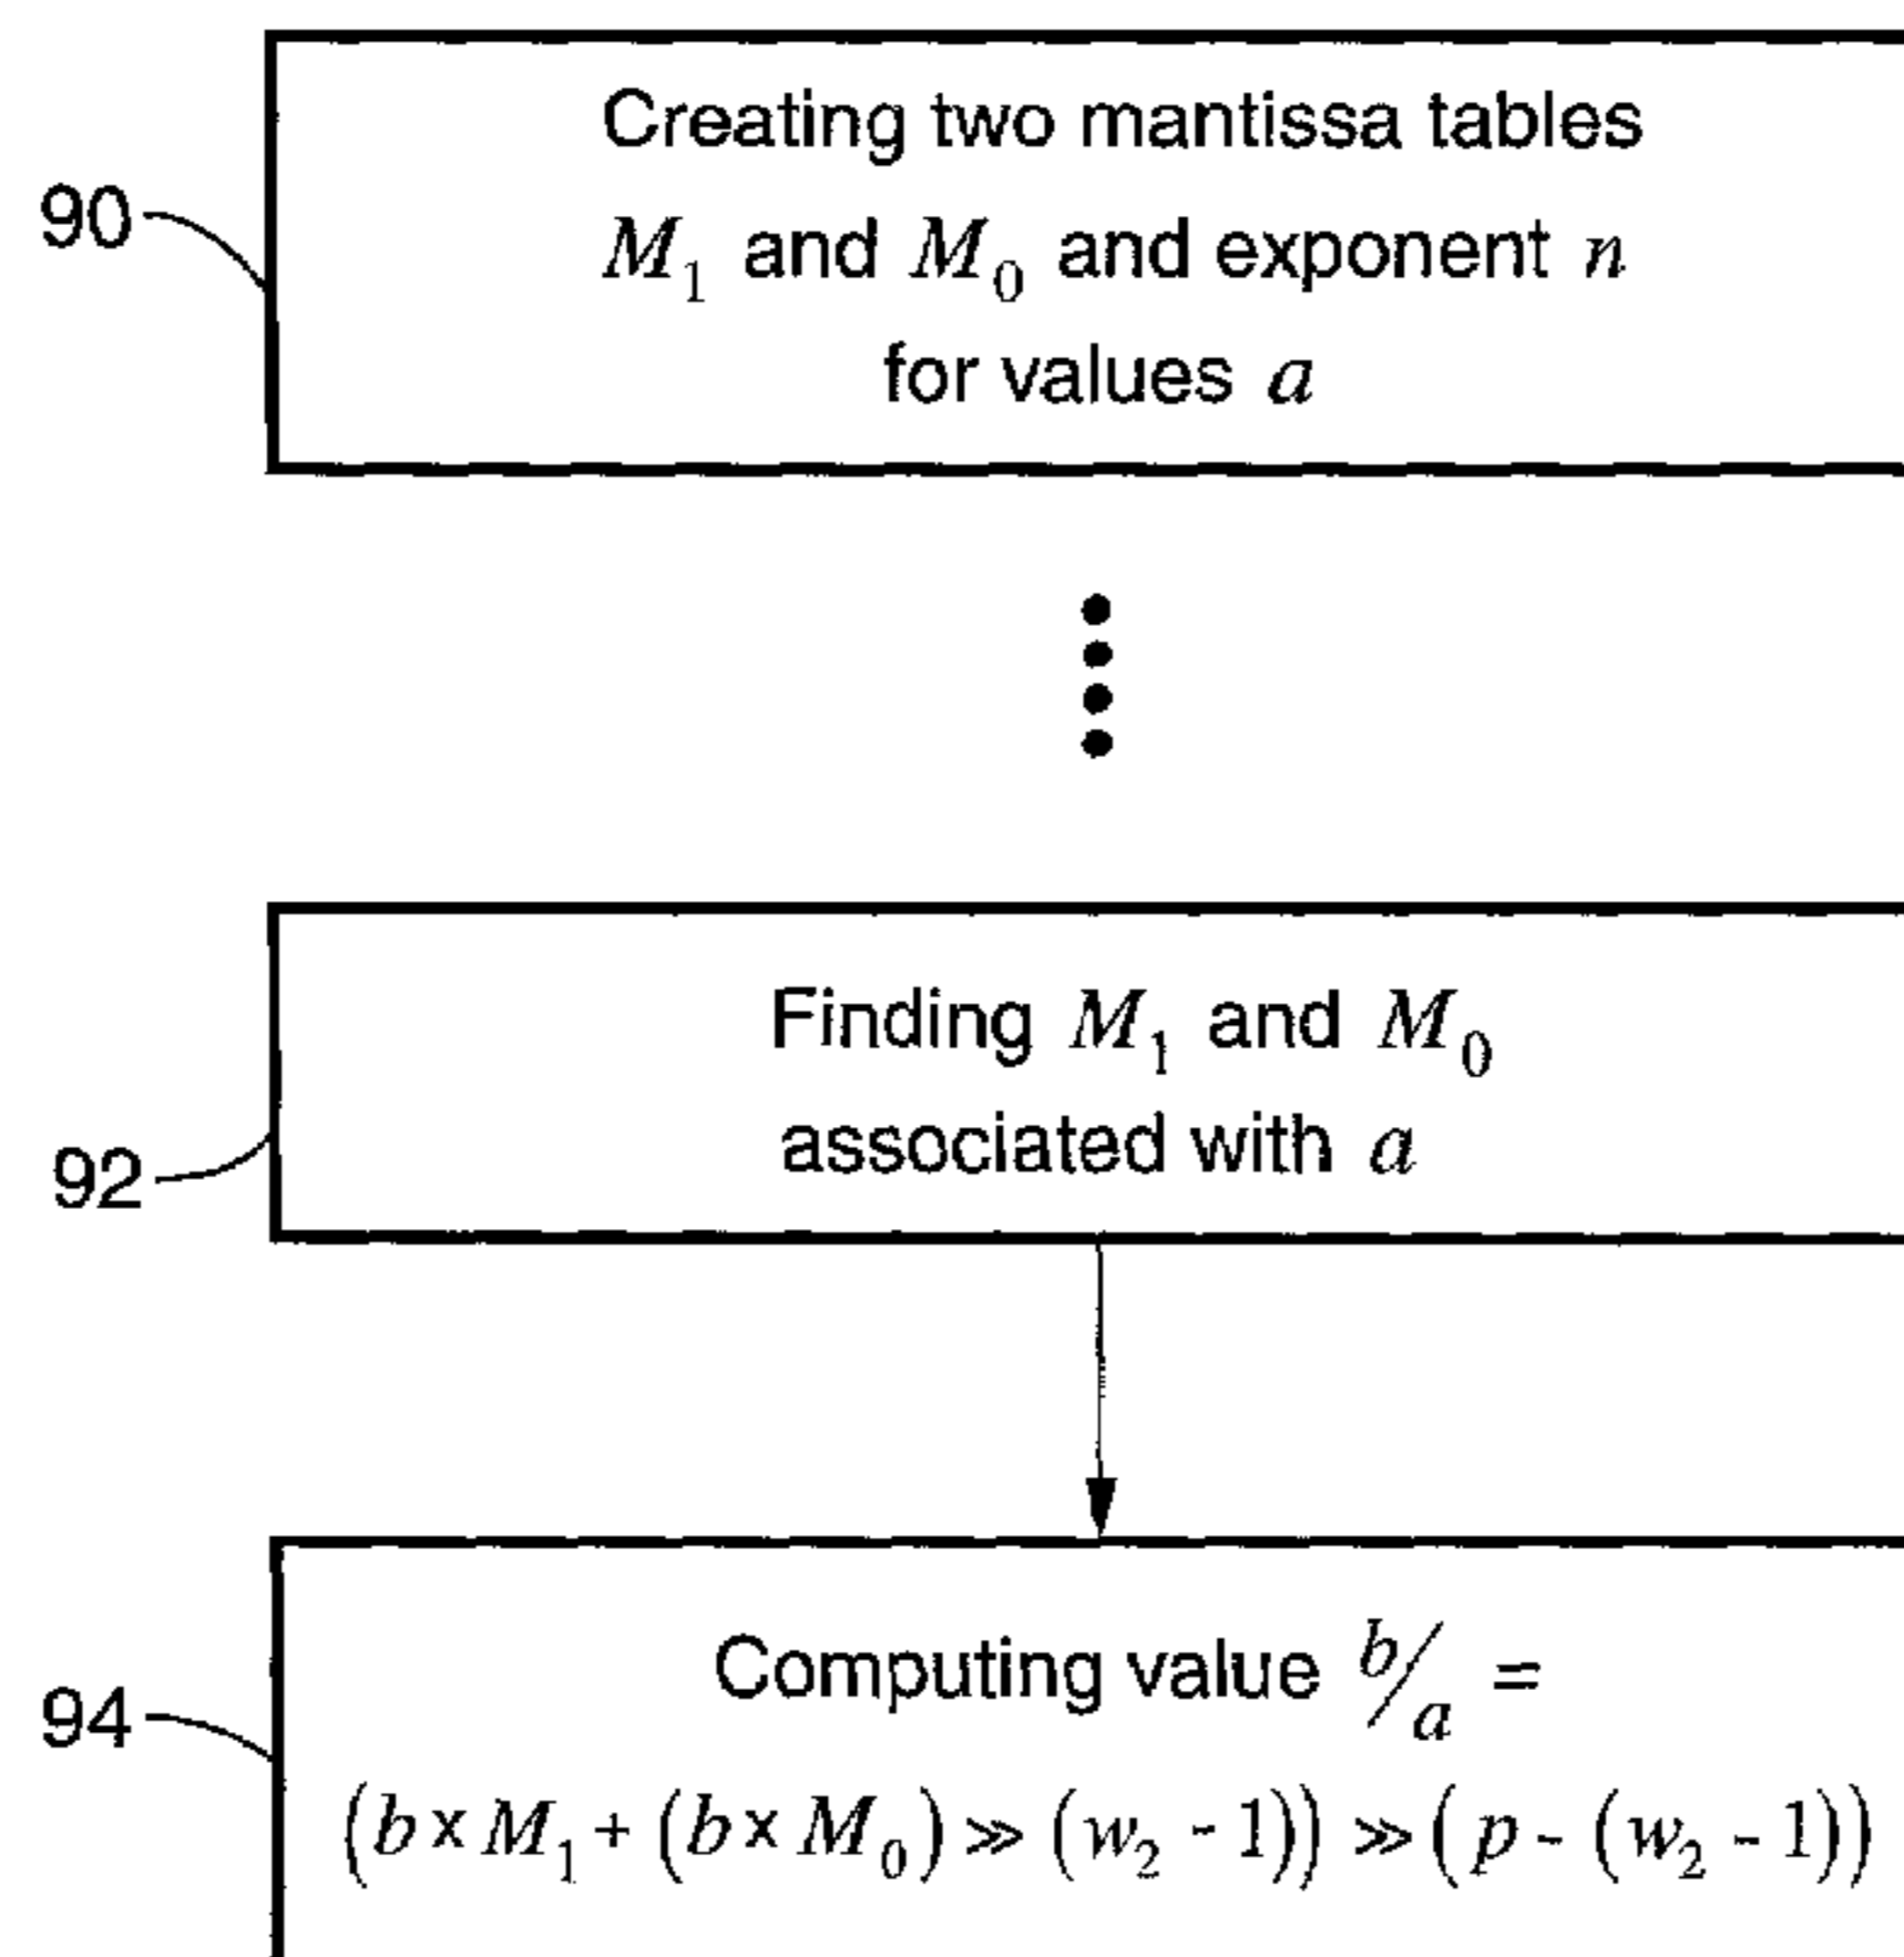 Creating two mantissa tables
90
M₁ and M₀ and exponent n
for values a
Finding M₁ and M₀
associated with a
92
Computing value b/a =
94
(b x M₁ + (b x M₀) ≫ (w₂ - 1)) ≫ (p - (w₂ - 1))